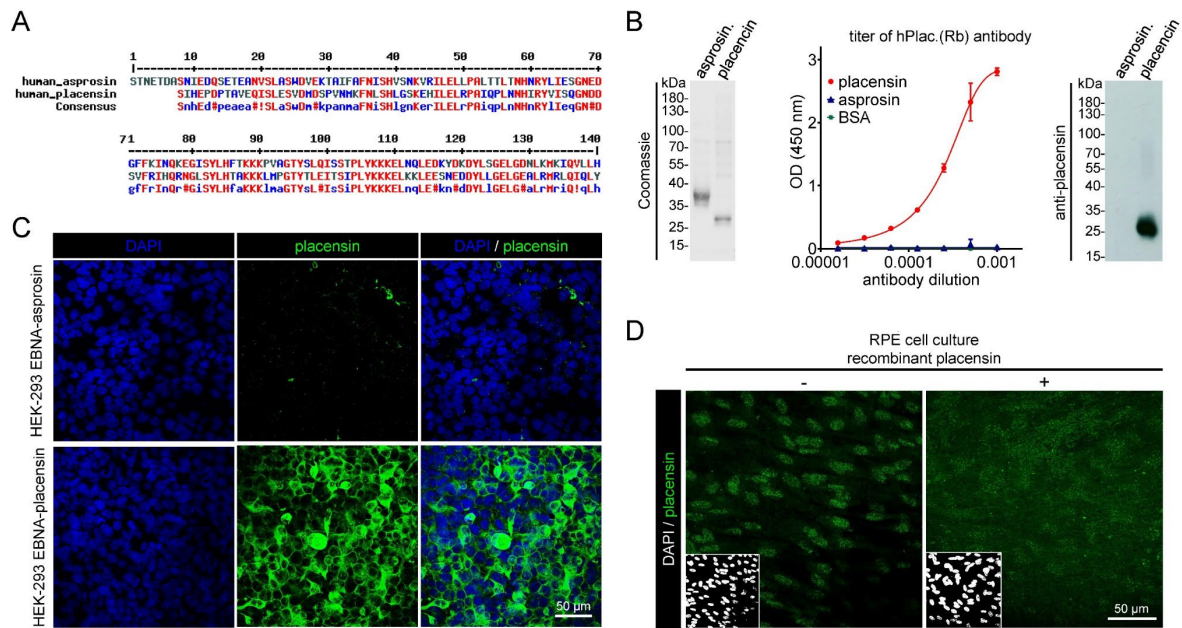 A
1 10 20 30 40 50 60 70
human_asprosin STNETDASNIEDQSETEANVSLASWDVEKTAIFAFNISHVSNKVRILELLPALTTLTNHNRYLIESGNED
human_placensin SIHEPDPTAVEQISLESVDMDSPVNMKFNLSHLGSKEHILELRPAIQPLNNHIRYVISQGNDD
Consensus SnhEd#peaea#!SLaSwDm#kpanmaFNiSHlgnKerILELrPAiqpLnNHnRYlIeqGN#D
71 80 90 100 110 120 130 140
GFFKINQKEGISYLHFTKKKPVAGTYSLQISSTPLYKKKELNQLEDKYDKDYLSGELGDNLKMKIQVLLH
SVFRIHQRNGLSYLHTAKKKLMPGTYTLEITSIPLYKKKELKKLEESNEDDYLLGELGEALRMRLQIQLY
gfFrINqr#GiSYLHfaKKKlmaGTYsL#ISsiPLYKKKELnqLE#kn#dDYLlGELG#aLrMriQ!qLh
B
kDa
180-
130-
100-
70-
55-
40-
35-
25-
15-
Coomassie
asprosin.
placencin
titer of hPlac.(Rb) antibody
placensin
asprosin
BSA
OD (450 nm)
3
2
1
0
0.00001 0.0001 0.001
antibody dilution
kDa
180-
130-
100-
70-
55-
40-
35-
25-
15-
anti-placensin
asprosin.
placencin
C
DAPI placensin DAPI / placensin
HEK-293 EBNA-asprosin
HEK-293 EBNA-placensin
50 µm
D
RPE cell culture
recombinant placensin
- +
DAPI / placensin
50 µm